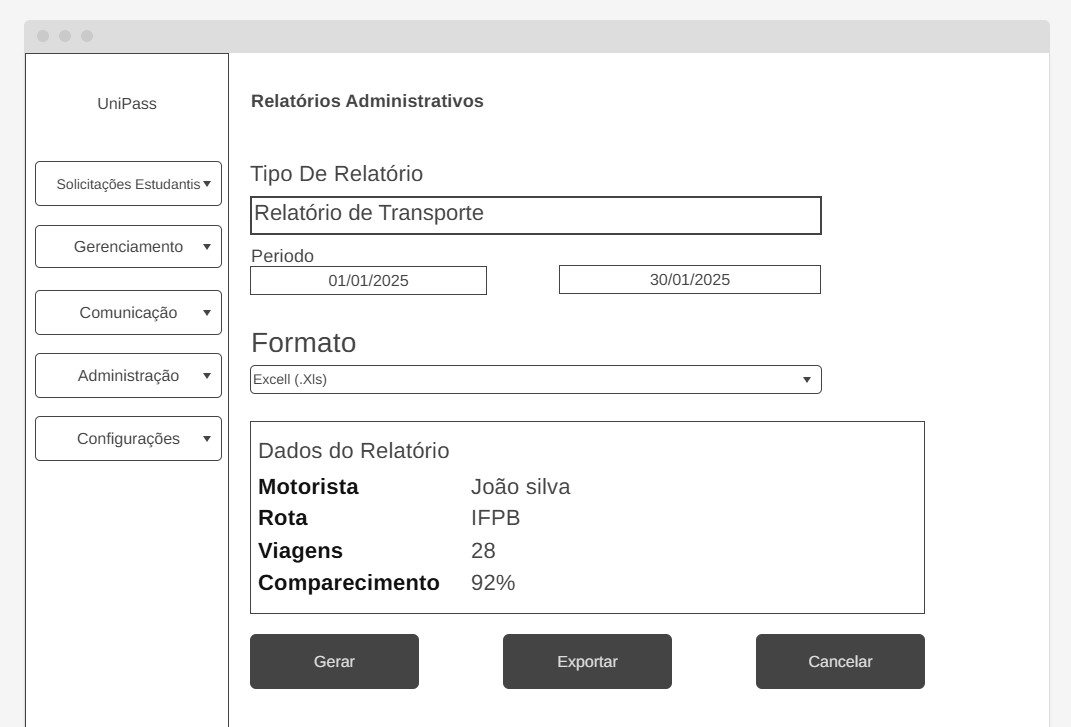 UniPass
Solicitações Estudantis
Gerenciamento
Comunicação
Administração
Configurações
Relatórios Administrativos
Tipo De Relatório
Relatório de Transporte
Periodo
01/01/2025 30/01/2025
Formato
Excell (.Xls)
Dados do Relatório
Motorista João silva
Rota IFPB
Viagens 28
Comparecimento 92%
Gerar Exportar Cancelar